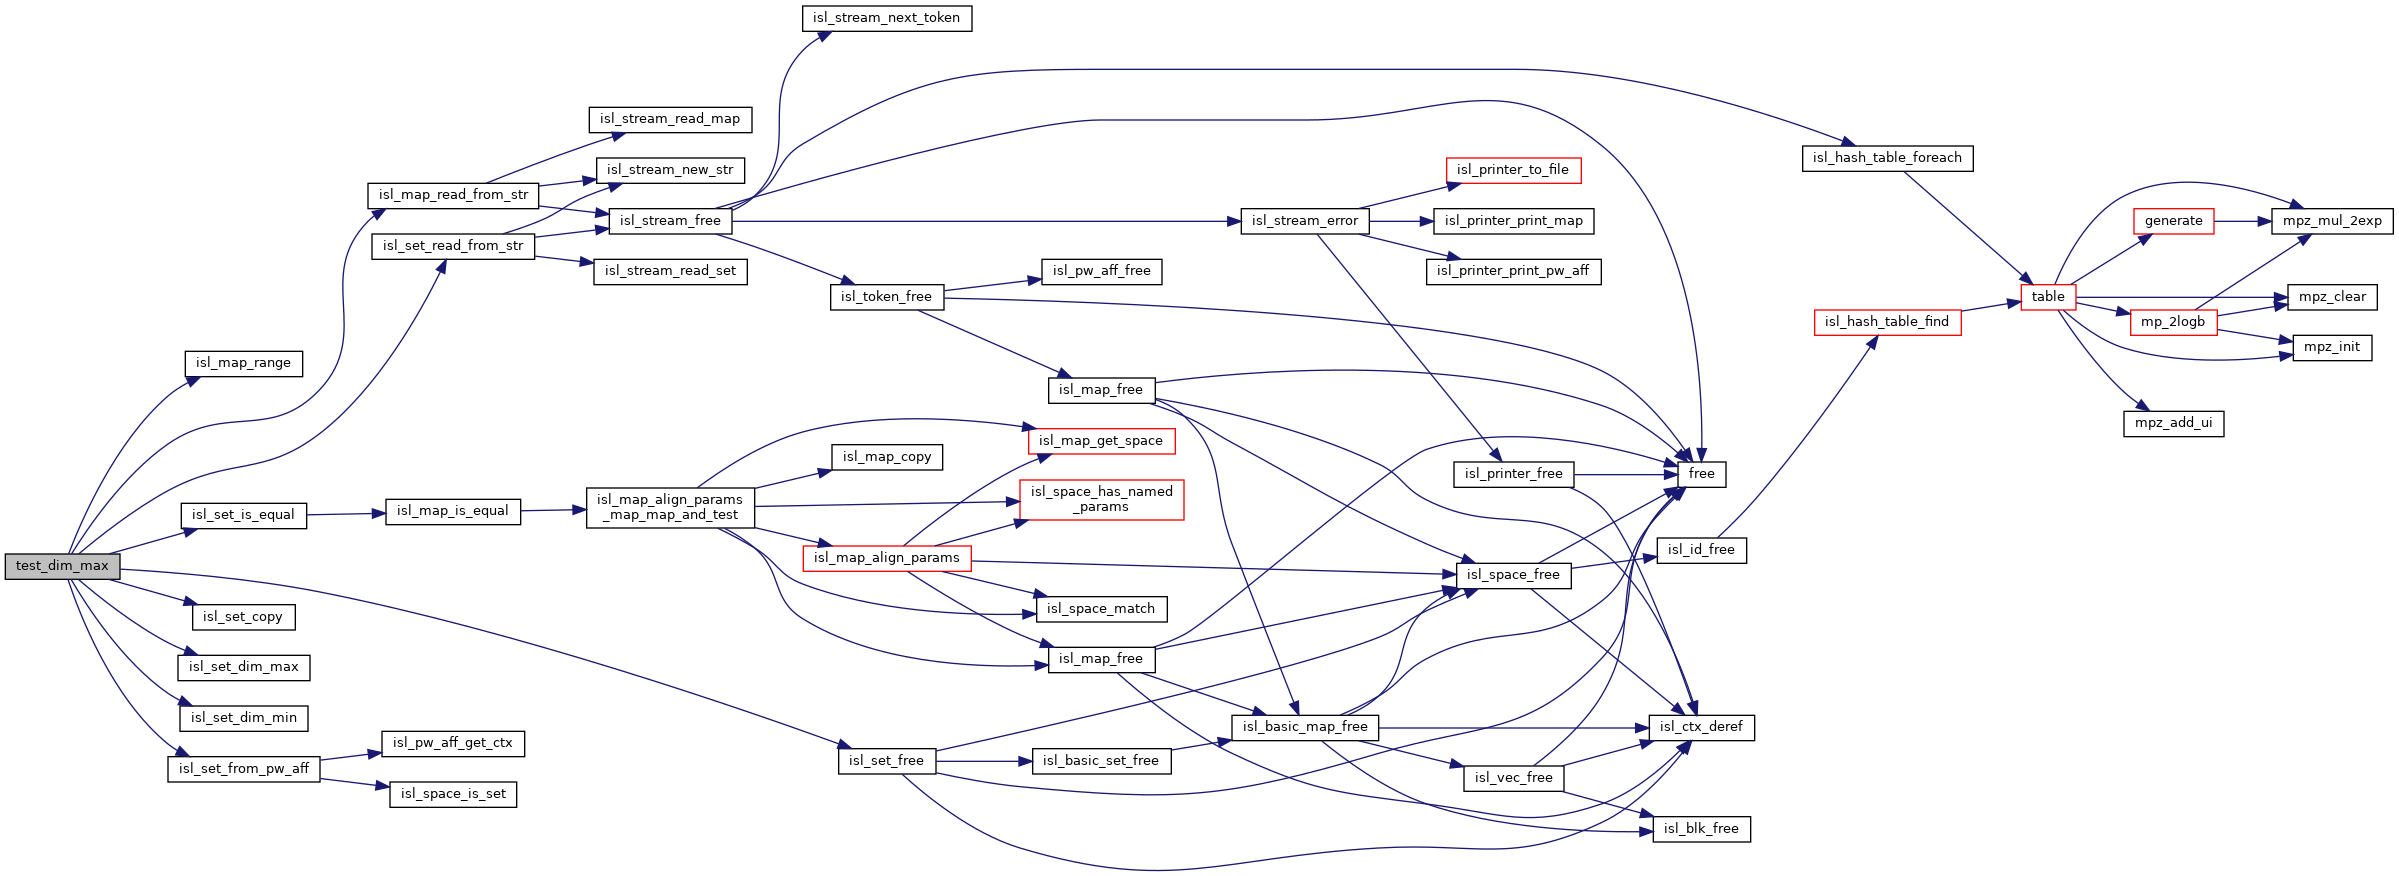 isl_stream_next_token
isl_stream_read_map
isl_stream_new_str
isl_map_read_from_str
isl_stream_free
isl_set_read_from_str
isl_stream_read_set
isl_hash_table_foreach
isl_printer_to_file
isl_stream_error
isl_printer_print_map
isl_printer_print_pw_aff
generate
mpz_mul_2exp
isl_pw_aff_free
isl_token_free
table
mpz_clear
isl_hash_table_find
mp_2logb
mpz_init
isl_map_range
isl_map_free
mpz_add_ui
isl_map_get_space
isl_map_copy
isl_printer_free
free
isl_map_align_params
_map_map_and_test
isl_space_has_named
_params
isl_set_is_equal
isl_map_is_equal
isl_id_free
test_dim_max
isl_map_align_params
isl_space_free
isl_set_copy
isl_space_match
isl_set_dim_max
isl_map_free
isl_set_dim_min
isl_basic_map_free
isl_ctx_deref
isl_pw_aff_get_ctx
isl_set_from_pw_aff
isl_set_free
isl_basic_set_free
isl_vec_free
isl_space_is_set
isl_blk_free